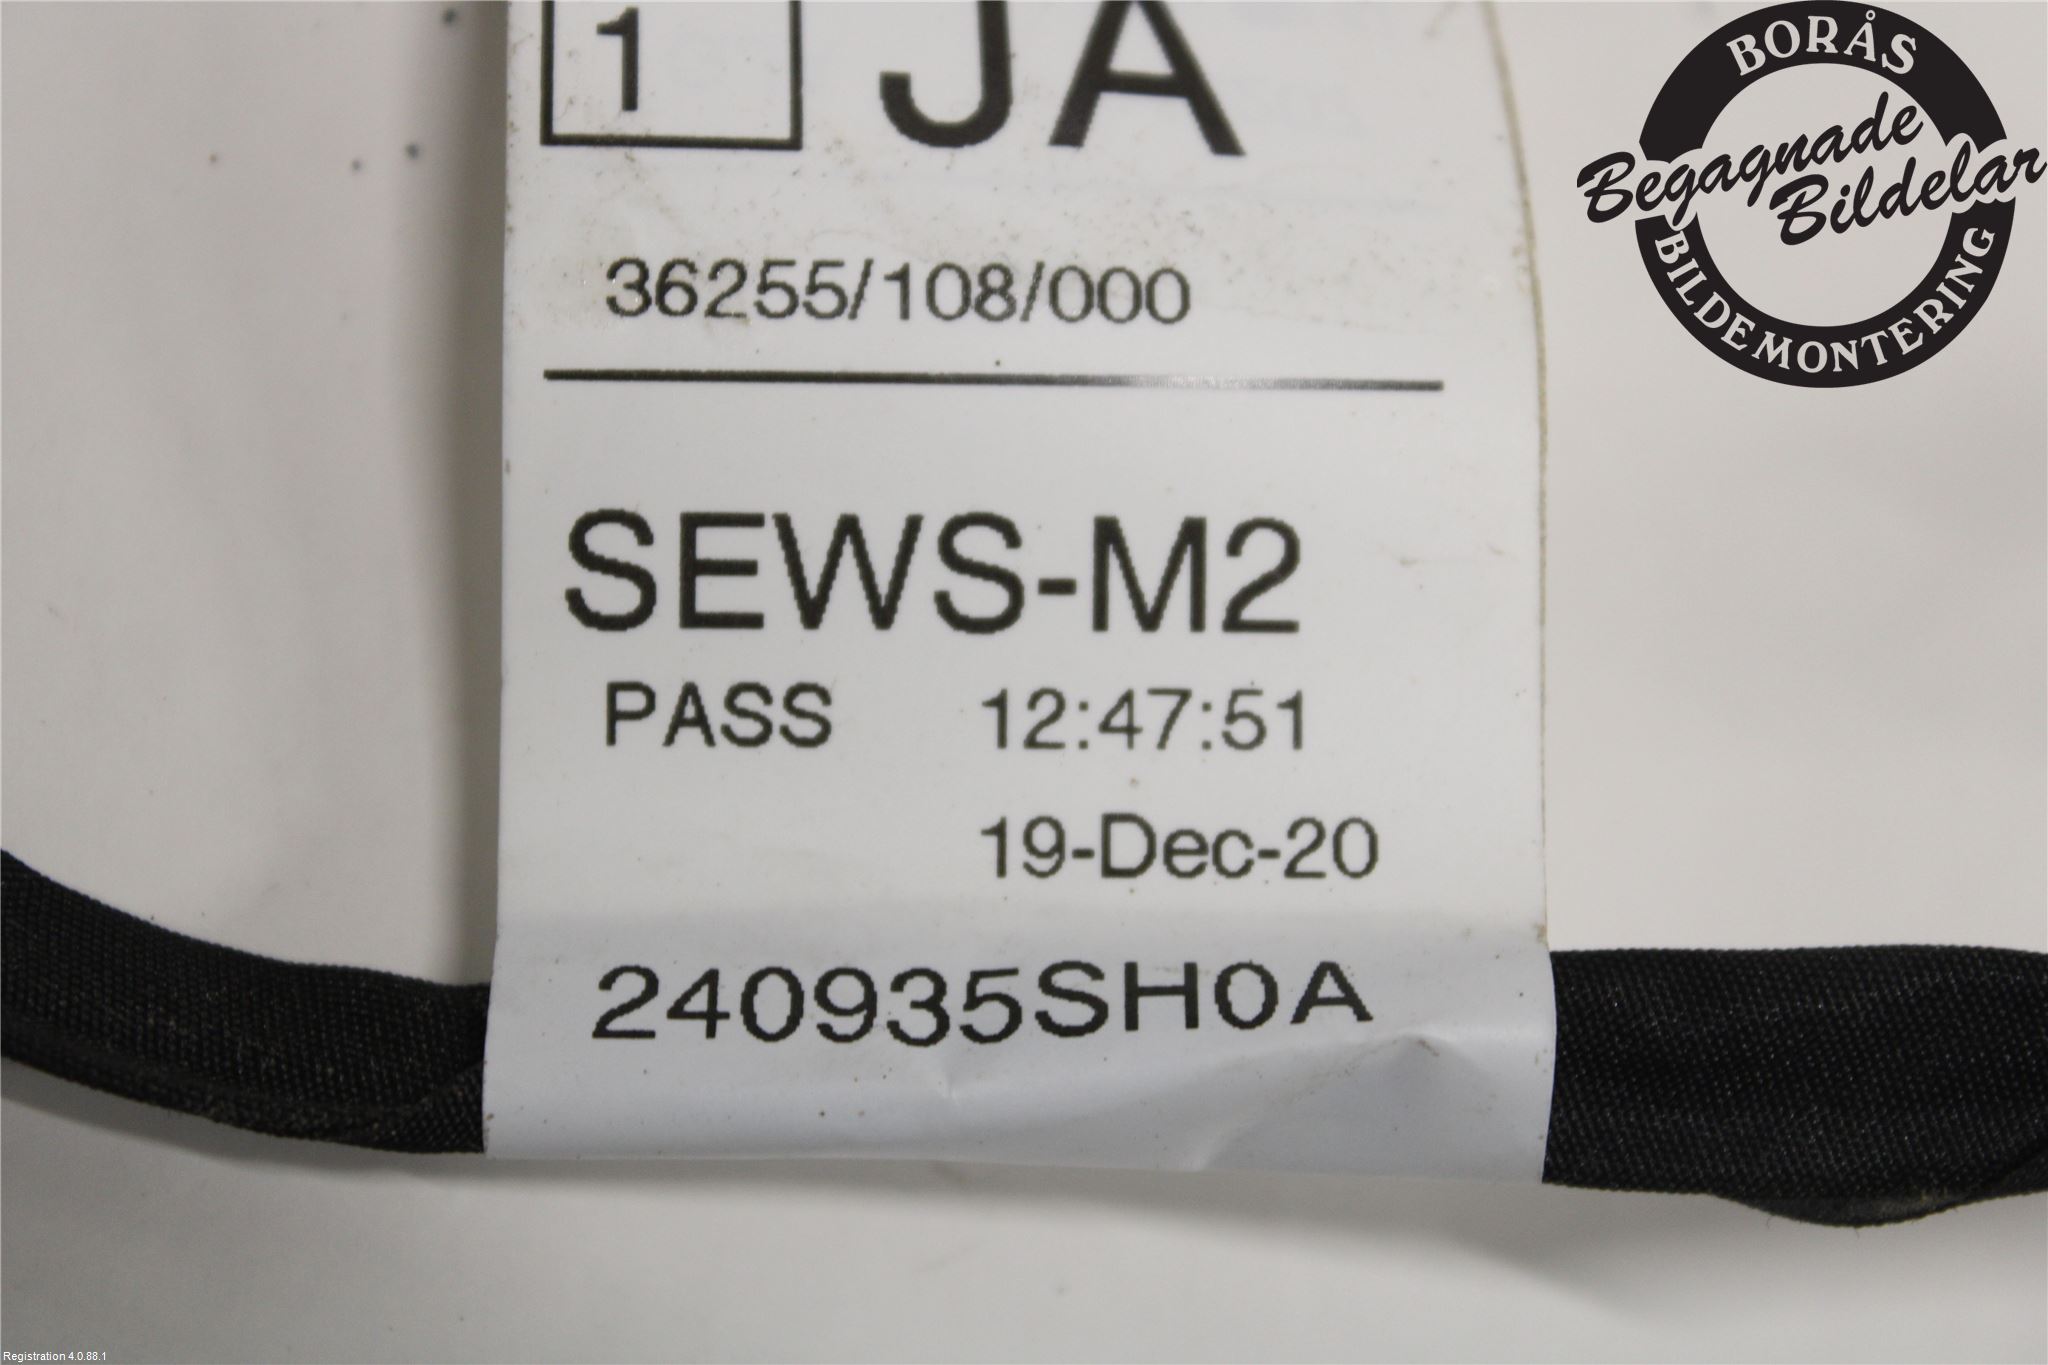 1 JA
36255/108/000
SEWS-M2
PASS 12:47:51
19-Dec-20
240935SH0A
BORÅS
Begagnade
Bildelar
BILDEMONTERING
Registration 4.0.88.1